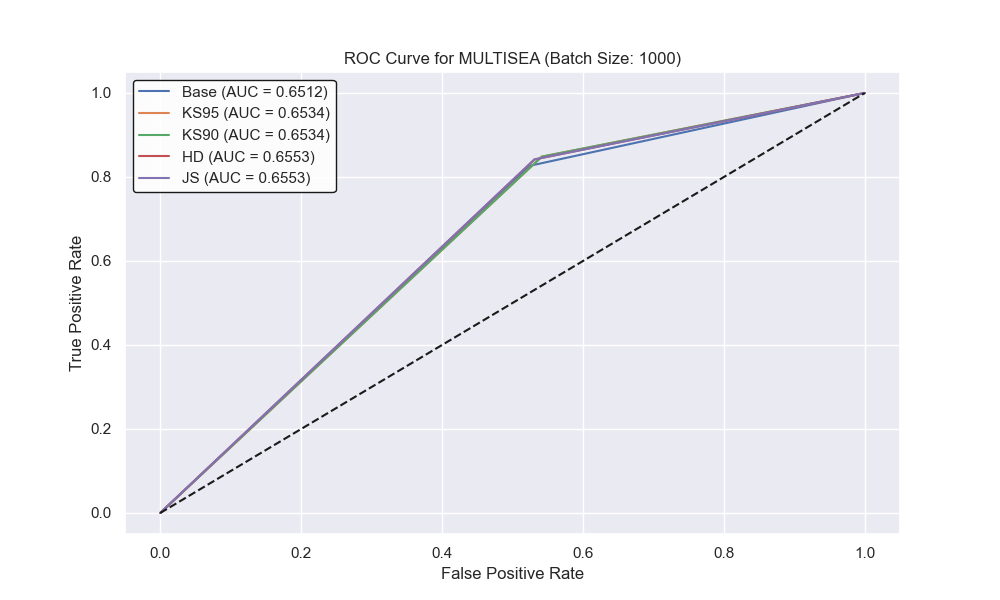 ROC Curve for MULTISEA (Batch Size: 1000)
Base (AUC = 0.6512)
KS95 (AUC = 0.6534)
KS90 (AUC = 0.6534)
HD (AUC = 0.6553)
JS (AUC = 0.6553)
True Positive Rate
1.0
0.8
0.6
0.4
0.2
0.0
0.0 0.2 0.4 0.6 0.8 1.0
False Positive Rate